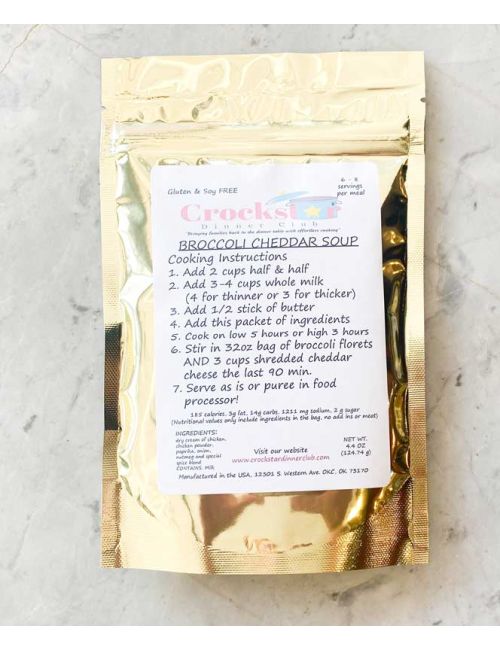 Gluten & Soy FREE
6 - 8
servings
per meal
Crockstar
Dinner Club
"Bringing families back to the dinner table with effortless cooking"
BROCCOLI CHEDDAR SOUP
Cooking Instructions
1. Add 2 cups half & half
2. Add 3-4 cups whole milk
(4 for thinner or 3 for thicker)
3. Add 1/2 stick of butter
4. Add this packet of ingredients
5. Cook on low 5 hours or high 3 hours
6. Stir in 32oz bag of broccoli florets
AND 3 cups shredded cheddar
cheese the last 90 min.
7. Serve as is or puree in food
processor!
185 calories, 5g fat, 14g carbs, 1211 mg sodium, 2 g sugar
(Nutritional values only include ingredients in the bag, no add ins or meat)
INGREDIENTS:
dry cream of chicken,
chicken powder,
paprika, onion,
nutmeg and special
spice blend
CONTAINS: Milk
NET WT.
4.4 OZ
(124.74 g)
Visit our website
www.crockstardinnerclub.com
Manufactured in the USA, 12301 S. Western Ave. OKC, OK 73170